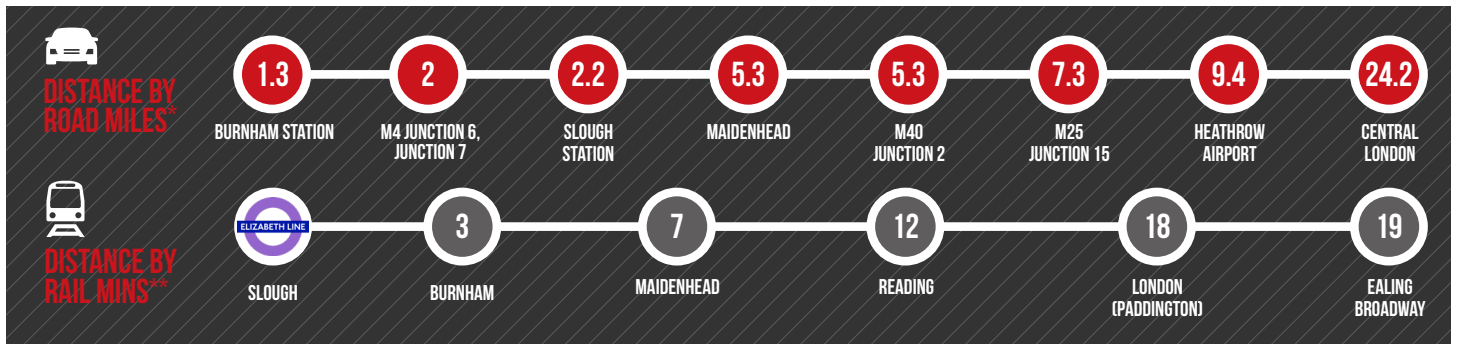 DISTANCE BY
ROAD MILES*
1.3
2
2.2
5.3
5.3
7.3
9.4
24.2
BURNHAM STATION
M4 JUNCTION 6,
JUNCTION 7
SLOUGH
STATION
MAIDENHEAD
M40
JUNCTION 2
M25
JUNCTION 15
HEATHROW
AIRPORT
CENTRAL
LONDON
DISTANCE BY
RAIL MINS**
ELIZABETH LINE
3
7
12
18
19
SLOUGH
BURNHAM
MAIDENHEAD
READING
LONDON
(PADDINGTON)
EALING
BROADWAY